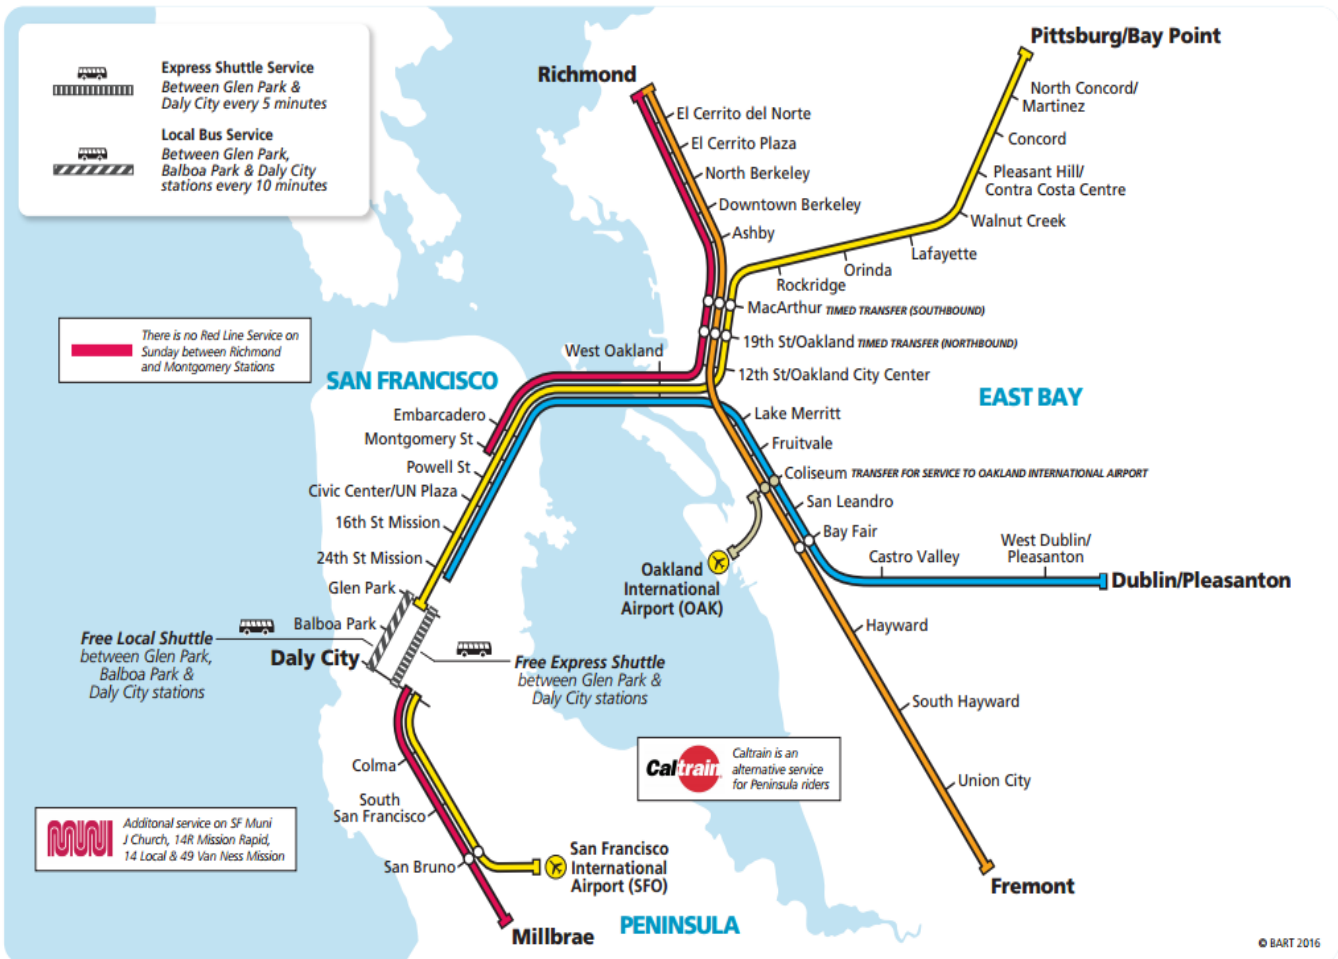 Express Shuttle Service
Between Glen Park &
Daly City every 5 minutes
Local Bus Service
Between Glen Park,
Balboa Park & Daly City
stations every 10 minutes
Pittsburg/Bay Point
North Concord/
Martinez
Concord
Pleasant Hill/
Contra Costa Centre
Walnut Creek
Lafayette
Orinda
Rockridge
Richmond
El Cerrito del Norte
El Cerrito Plaza
North Berkeley
Downtown Berkeley
Ashby
MacArthur TIMED TRANSFER (SOUTHBOUND)
19th St/Oakland TIMED TRANSFER (NORTHBOUND)
12th St/Oakland City Center
There is no Red Line Service on
Sunday between Richmond
and Montgomery Stations
West Oakland
SAN FRANCISCO
EAST BAY
Embarcadero
Montgomery St
Powell St
Civic Center/UN Plaza
16th St Mission
24th St Mission
Glen Park
Balboa Park
Daly City
Lake Merritt
Fruitvale
Coliseum TRANSFER FOR SERVICE TO OAKLAND INTERNATIONAL AIRPORT
San Leandro
Bay Fair
Castro Valley
West Dublin/
Pleasanton
Dublin/Pleasanton
Oakland
International
Airport (OAK)
Hayward
South Hayward
Union City
Fremont
Free Local Shuttle
between Glen Park,
Balboa Park &
Daly City stations
Free Express Shuttle
between Glen Park &
Daly City stations
Caltrain
Caltrain is an
alternative service
for Peninsula riders
Colma
South
San Francisco
San Bruno
San Francisco
International
Airport (SFO)
Millbrae
PENINSULA
MUNI
Additonal service on SF Muni
J Church, 14R Mission Rapid,
14 Local & 49 Van Ness Mission
© BART 2016